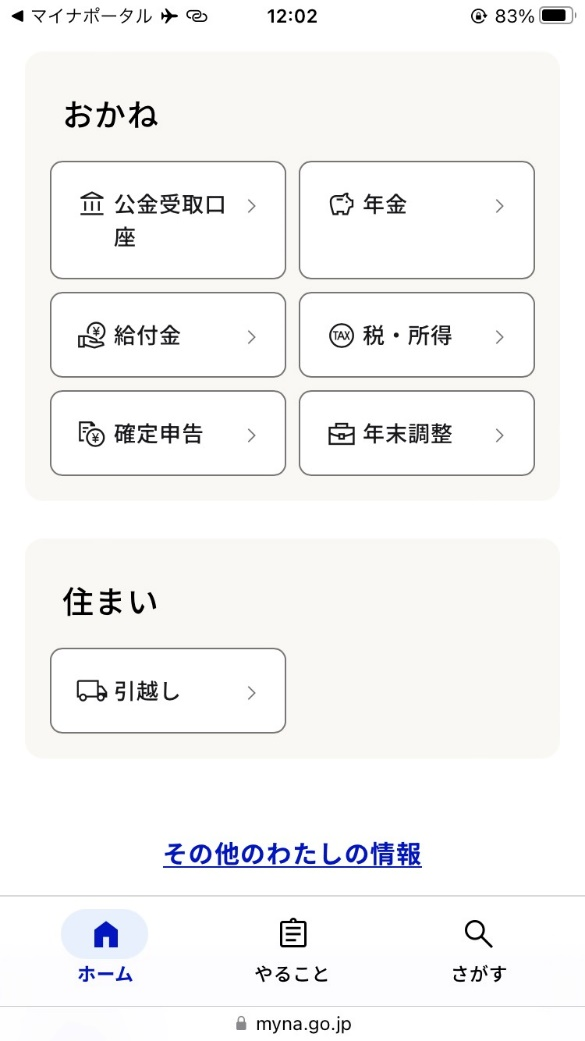 マイナポータル
12:02
83%
おかね
公金受取口
座
年金
給付金
TAX
税・所得
確定申告
年末調整
住まい
引越し
その他のわたしの情報
ホーム
やること
さがす
myna.go.jp